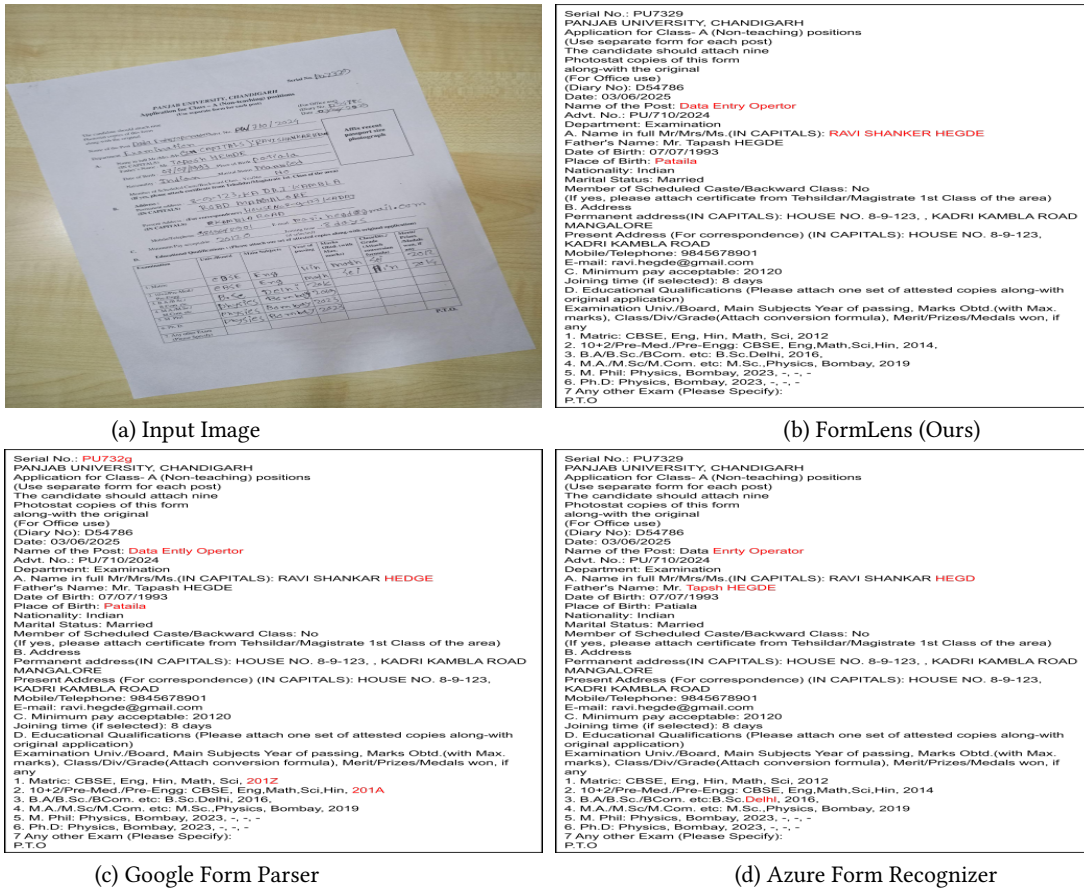 Serial No. PU7329
PANJAB UNIVERSITY, CHANDIGARH
Application for Class – A (Non-teaching) positions
(Use separate form for each post)
(For Office use)
Affix recent
passport size
photograph
Examination
Tapash HEGDE
07/07/1993
Indian
Married
No
P.T.O.
(a) Input Image
Serial No.: PU7329
PANJAB UNIVERSITY, CHANDIGARH
Application for Class- A (Non-teaching) positions
(Use separate form for each post)
The candidate should attach nine
Photostat copies of this form
along-with the original
(For Office use)
(Diary No): D54786
Date: 03/06/2025
Name of the Post: Data Entry Opertor
Advt. No.: PU/710/2024
Department: Examination
A. Name in full Mr/Mrs/Ms.(IN CAPITALS): RAVI SHANKER HEGDE
Father's Name: Mr. Tapash HEGDE
Date of Birth: 07/07/1993
Place of Birth: Pataila
Nationality: Indian
Marital Status: Married
Member of Scheduled Caste/Backward Class: No
(If yes, please attach certificate from Tehsildar/Magistrate 1st Class of the area)
B. Address
Permanent address(IN CAPITALS): HOUSE NO. 8-9-123, , KADRI KAMBLA ROAD
MANGALORE
Present Address (For correspondence) (IN CAPITALS): HOUSE NO. 8-9-123,
KADRI KAMBLA ROAD
Mobile/Telephone: 9845678901
E-mail: ravi.hegde@gmail.com
C. Minimum pay acceptable: 20120
Joining time (if selected): 8 days
D. Educational Qualifications (Please attach one set of attested copies along-with
original application)
Examination Univ./Board, Main Subjects Year of passing, Marks Obtd.(with Max.
marks), Class/Div/Grade(Attach conversion formula), Merit/Prizes/Medals won, if
any
1. Matric: CBSE, Eng, Hin, Math, Sci, 2012
2. 10+2/Pre-Med./Pre-Engg: CBSE, Eng,Math,Sci,Hin, 2014,
3. B.A/B.Sc./BCom. etc: B.Sc.Delhi, 2016,
4. M.A./M.Sc/M.Com. etc: M.Sc.,Physics, Bombay, 2019
5. M. Phil: Physics, Bombay, 2023, -, -, -
6. Ph.D: Physics, Bombay, 2023, -, -, -
7 Any other Exam (Please Specify):
P.T.O
(b) FormLens (Ours)
Serial No.: PU732g
PANJAB UNIVERSITY, CHANDIGARH
Application for Class- A (Non-teaching) positions
(Use separate form for each post)
The candidate should attach nine
Photostat copies of this form
along-with the original
(For Office use)
(Diary No): D54786
Date: 03/06/2025
Name of the Post: Data Ently Opertor
Advt. No.: PU/710/2024
Department: Examination
A. Name in full Mr/Mrs/Ms.(IN CAPITALS): RAVI SHANKAR HEDGE
Father's Name: Mr. Tapash HEGDE
Date of Birth: 07/07/1993
Place of Birth: Pataila
Nationality: Indian
Marital Status: Married
Member of Scheduled Caste/Backward Class: No
(If yes, please attach certificate from Tehsildar/Magistrate 1st Class of the area)
B. Address
Permanent address(IN CAPITALS): HOUSE NO. 8-9-123, , KADRI KAMBLA ROAD
MANGALORE
Present Address (For correspondence) (IN CAPITALS): HOUSE NO. 8-9-123,
KADRI KAMBLA ROAD
Mobile/Telephone: 9845678901
E-mail: ravi.hegde@gmail.com
C. Minimum pay acceptable: 20120
Joining time (if selected): 8 days
D. Educational Qualifications (Please attach one set of attested copies along-with
original application)
Examination Univ./Board, Main Subjects Year of passing, Marks Obtd.(with Max.
marks), Class/Div/Grade(Attach conversion formula), Merit/Prizes/Medals won, if
any
1. Matric: CBSE, Eng, Hin, Math, Sci, 201Z
2. 10+2/Pre-Med./Pre-Engg: CBSE, Eng,Math,Sci,Hin, 201A
3. B.A/B.Sc./BCom. etc: B.Sc.Delhi, 2016,
4. M.A./M.Sc/M.Com. etc: M.Sc.,Physics, Bombay, 2019
5. M. Phil: Physics, Bombay, 2023, -, -, -
6. Ph.D: Physics, Bombay, 2023, -, -, -
7 Any other Exam (Please Specify):
P.T.O
(c) Google Form Parser
Serial No.: PU7329
PANJAB UNIVERSITY, CHANDIGARH
Application for Class- A (Non-teaching) positions
(Use separate form for each post)
The candidate should attach nine
Photostat copies of this form
along-with the original
(For Office use)
(Diary No): D54786
Date: 03/06/2025
Name of the Post: Data Enrty Operator
Advt. No.: PU/710/2024
Department: Examination
A. Name in full Mr/Mrs/Ms.(IN CAPITALS): RAVI SHANKAR HEGD
Father's Name: Mr. Tapsh HEGDE
Date of Birth: 07/07/1993
Place of Birth: Patiala
Nationality: Indian
Marital Status: Married
Member of Scheduled Caste/Backward Class: No
(If yes, please attach certificate from Tehsildar/Magistrate 1st Class of the area)
B. Address
Permanent address(IN CAPITALS): HOUSE NO. 8-9-123, , KADRI KAMBLA ROAD
MANGALORE
Present Address (For correspondence) (IN CAPITALS): HOUSE NO. 8-9-123,
KADRI KAMBLA ROAD
Mobile/Telephone: 9845678901
E-mail: ravi.hegde@gmail.com
C. Minimum pay acceptable: 20120
Joining time (if selected): 8 days
D. Educational Qualifications (Please attach one set of attested copies along-with
original application)
Examination Univ./Board, Main Subjects Year of passing, Marks Obtd.(with Max.
marks), Class/Div/Grade(Attach conversion formula), Merit/Prizes/Medals won, if
any
1. Matric: CBSE, Eng, Hin, Math, Sci, 2012
2. 10+2/Pre-Med./Pre-Engg: CBSE, Eng,Math,Sci,Hin, 2014
3. B.A/B.Sc./BCom. etc:B.Sc.Delhl, 2016,
4. M.A./M.Sc/M.Com. etc: M.Sc.,Physics, Bombay, 2019
5. M. Phil: Physics, Bombay, 2023, -, -, -
6. Ph.D: Physics, Bombay, 2023, -, -, -
7 Any other Exam (Please Specify):
P.T.O
(d) Azure Form Recognizer